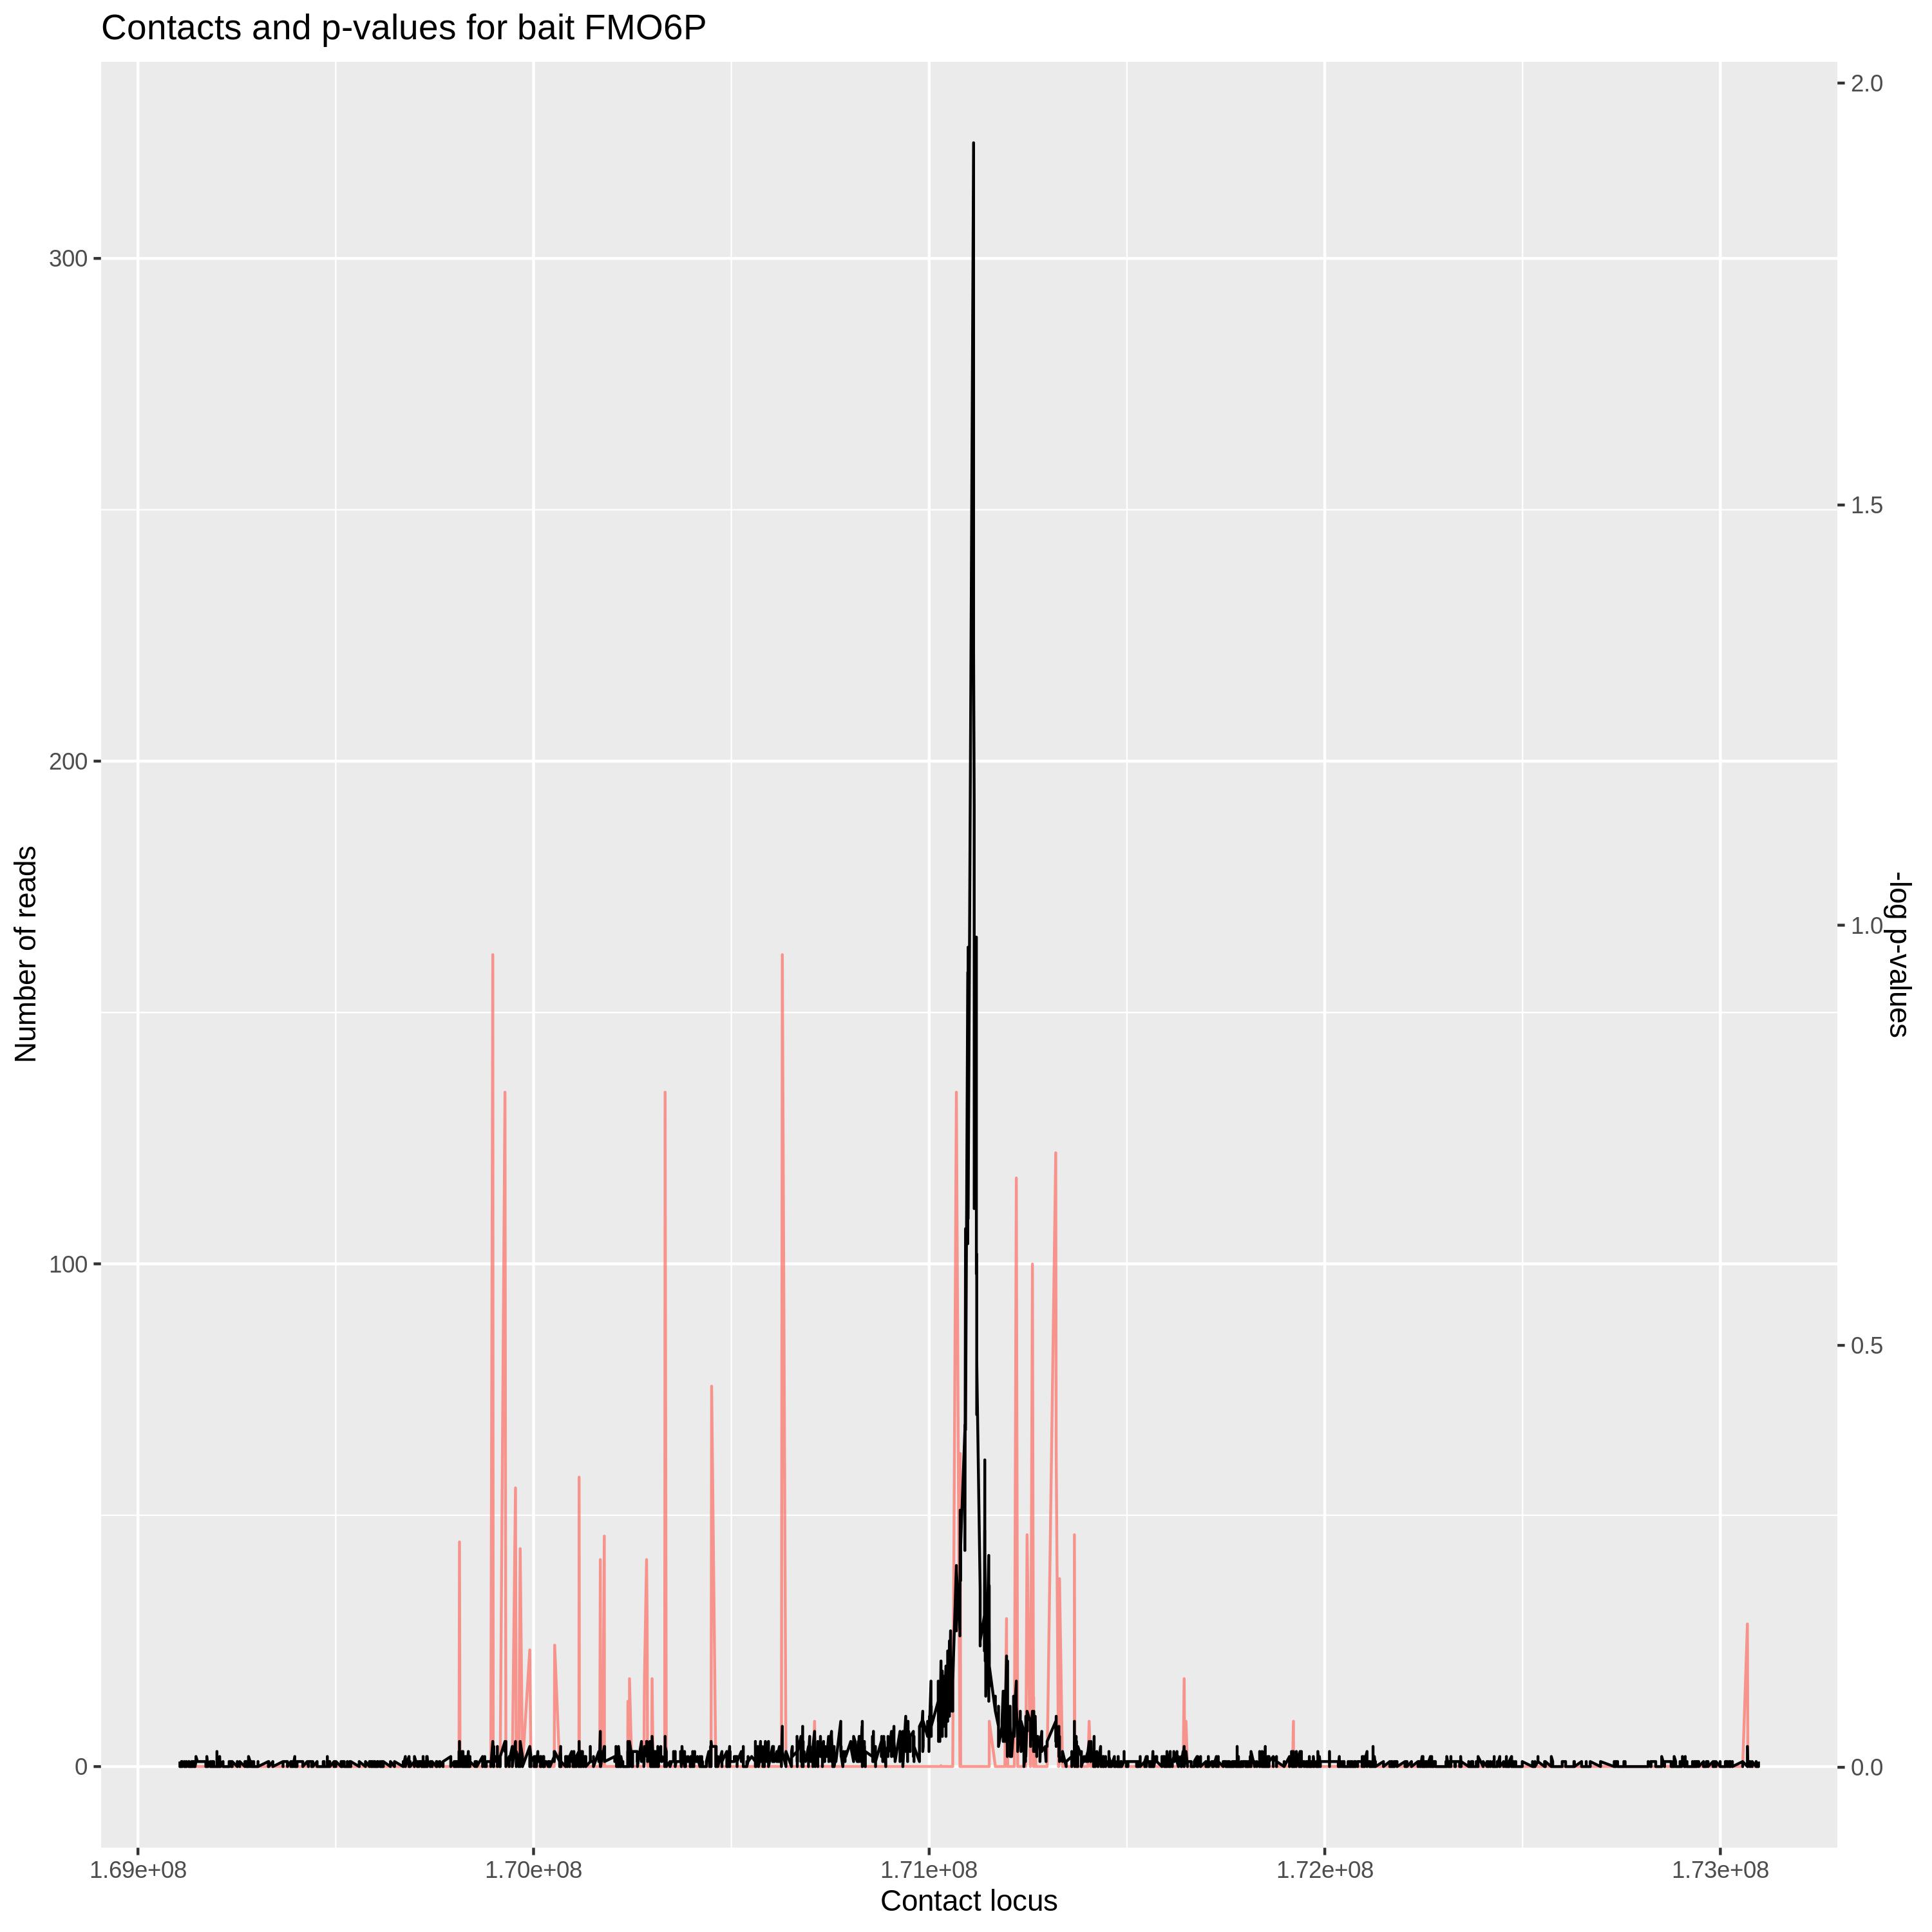 Contacts and p-values for bait FMO6P
300
200
100
0
2.0
1.5
1.0
0.5
0.0
Number of reads
-log p-values
1.69e+08
1.70e+08
1.71e+08
1.72e+08
1.73e+08
Contact locus